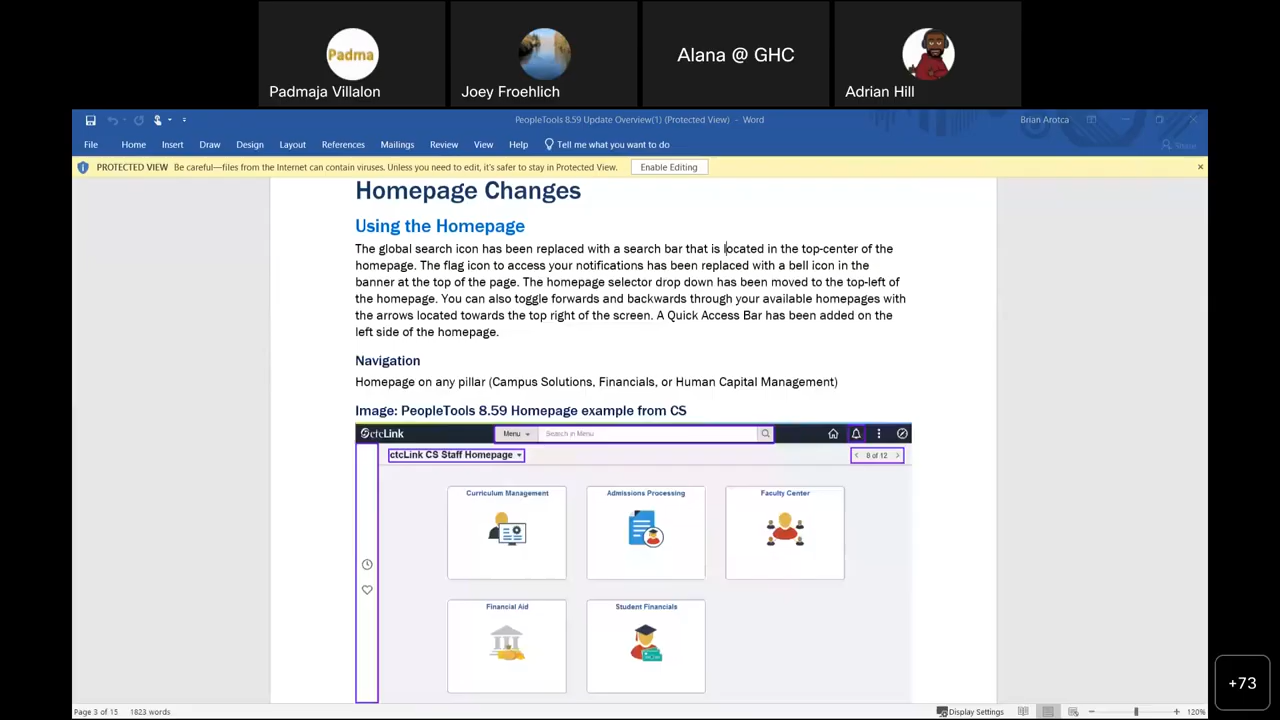 Padma
Padmaja Villalon
Joey Froehlich
Alana @ GHC
Adrian Hill
PeopleTools 8.59 Update Overview(1) (Protected View) - Word
Brian Arotca
File Home Insert Draw Design Layout References Mailings Review View Help Tell me what you want to do
Share
PROTECTED VIEW Be careful—files from the Internet can contain viruses. Unless you need to edit, it's safer to stay in Protected View. Enable Editing
Homepage Changes
Using the Homepage
The global search icon has been replaced with a search bar that is located in the top-center of the
homepage. The flag icon to access your notifications has been replaced with a bell icon in the
banner at the top of the page. The homepage selector drop down has been moved to the top-left of
the homepage. You can also toggle forwards and backwards through your available homepages with
the arrows located towards the top right of the screen. A Quick Access Bar has been added on the
left side of the homepage.
Navigation
Homepage on any pillar (Campus Solutions, Financials, or Human Capital Management)
Image: PeopleTools 8.59 Homepage example from CS
ctcLink Menu Search in Menu
ctcLink CS Staff Homepage 8 of 12
Curriculum Management Admissions Processing Faculty Center
Financial Aid Student Financials
+73
Page 3 of 15 1823 words Display Settings 120%